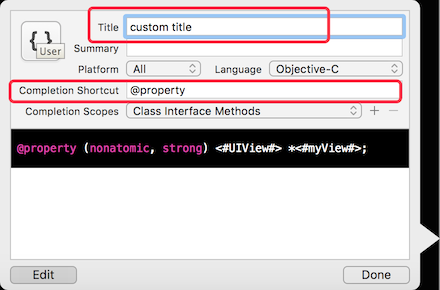 Title custom title
{ }
User
Summary
Platform All Language Objective-C
Completion Shortcut @property
Completion Scopes Class Interface Methods + −
@property (nonatomic, strong) <#UIView#> *<#myView#>;
Edit Done